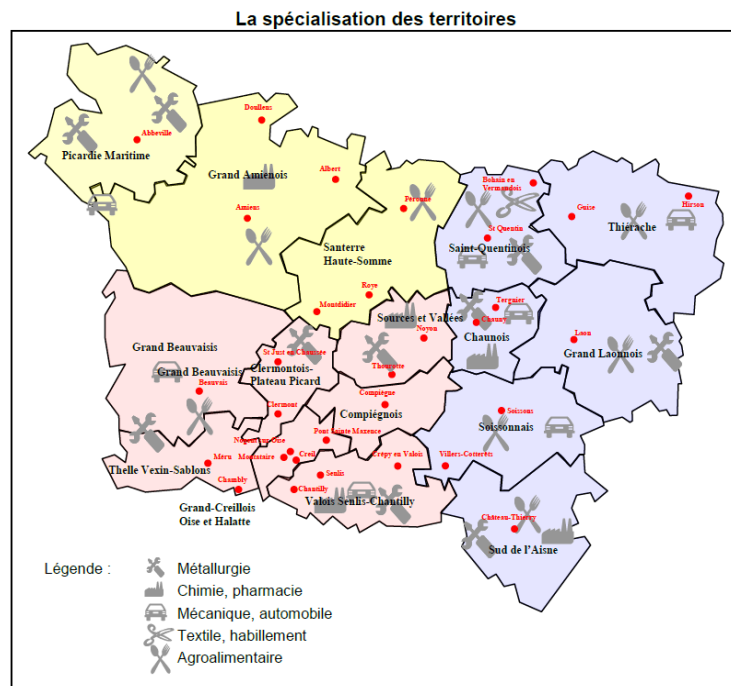 La spécialisation des territoires
Doullens
Abbeville
Picardie Maritime
Grand Amiénois
Albert
Bohain en
Vermandois
Peronne
Guise
Hirson
Thiérache
Amiens
St Quentin
Saint-Quentinois
Santerre
Haute-Somme
Roye
Montdidier
Sources et Vallées
Tergnier
Chauny
Chaunois
Noyon
Laon
Grand Laonnois
Grand Beauvaisis
St Just en Chaussée
Clermontois-
Plateau Picard
Grand Beauvaisis
Beauvais
Thourotte
Compiègne
Compiégnois
Clermont
Soissons
Soissonnais
Pont Sainte Maxence
Nogent sur Oise
Montataire
Creil
Méru
Thelle Vexin-Sablons
Crépy en Valois
Villers-Cotterêts
Senlis
Chambly
Chantilly
Valois Senlis-Chantilly
Grand-Creillois
Oise et Halatte
Château-Thierry
Sud de l'Aisne
Légende :
Métallurgie
Chimie, pharmacie
Mécanique, automobile
Textile, habillement
Agroalimentaire